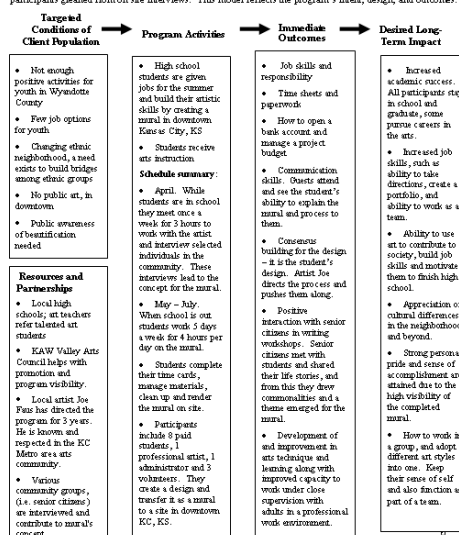 participants gleaned from on site interviews. This model reflects the program's intent, design, and outcomes.
Targeted
Conditions of
Client Population
• Not enough
positive activities for
youth in Wyandotte
County
• Few job options
for youth
• Changing ethnic
neighborhood, a need
exists to build bridges
among ethnic groups
• No public art, in
downtown
• Public awareness
of beautification
needed
Resources and
Partnerships
• Local high
schools; art teachers
refer talented art
students
• KAW Valley Arts
Council helps with
promotion and
program visibility.
• Local artist Joe
Faus has directed the
program for 3 years.
He is known and
respected in the KC
Metro area arts
community.
• Various
community groups,
(i.e. senior citizens)
are interviewed and
contribute to mural's
concept
Program Activities
• High school
students are given
jobs for the summer
and build their artistic
skills by creating a
mural in downtown
Kansas City, KS
• Students receive
arts instruction
Schedule summary:
• April. While
students are in school
they meet once a
week for 3 hours to
work with the artist
and interview selected
individuals in the
community. These
interviews lead to the
concept for the mural.
• May – July.
When school is out
students work 5 days
a week for 4 hours per
day on the mural.
• Students complete
their time cards,
manage materials,
clean up and render
the mural on site.
• Participants
include 8 paid
students, 1
professional artist, 1
administrator and 3
volunteers. They
create a design and
transfer it as a mural
to a site in downtown
KC, KS.
Immediate
Outcomes
• Job skills and
responsibility
• Time sheets and
paperwork
• How to open a
bank account and
manage a project
budget
• Communication
skills. Guests attend
and see the student's
ability to explain the
mural and process to
them.
• Consensus
building for the design
– it is the student's
design. Artist Joe
directs the process and
pushes them along.
• Positive
interaction with senior
citizens in writing
workshops. Senior
citizens met with
students and shared
their life stories, and
from this they drew
commonalities and a
theme emerged for the
mural.
• Development of
and improvement in
arts technique and
learning along with
improved capacity to
work under close
supervision with
adults in a professional
work environment.
Desired Long-
Term Impact
• Increased
academic success.
All participants stay
in school and
graduate, some
pursue careers in
the arts.
• Increased job
skills, such as
ability to take
directions, create a
portfolio, and
ability to work as a
team.
• Ability to use
art to contribute to
society, build job
skills and motivate
them to finish high
school.
• Appreciation of
cultural differences
in the neighborhood
and beyond.
• Strong personal
pride and sense of
accomplishment are
attained due to the
high visibility of
the completed
mural.
• How to work in
a group, and adopt
different art styles
into one. Keep
their sense of self
and also function as
part of a team.